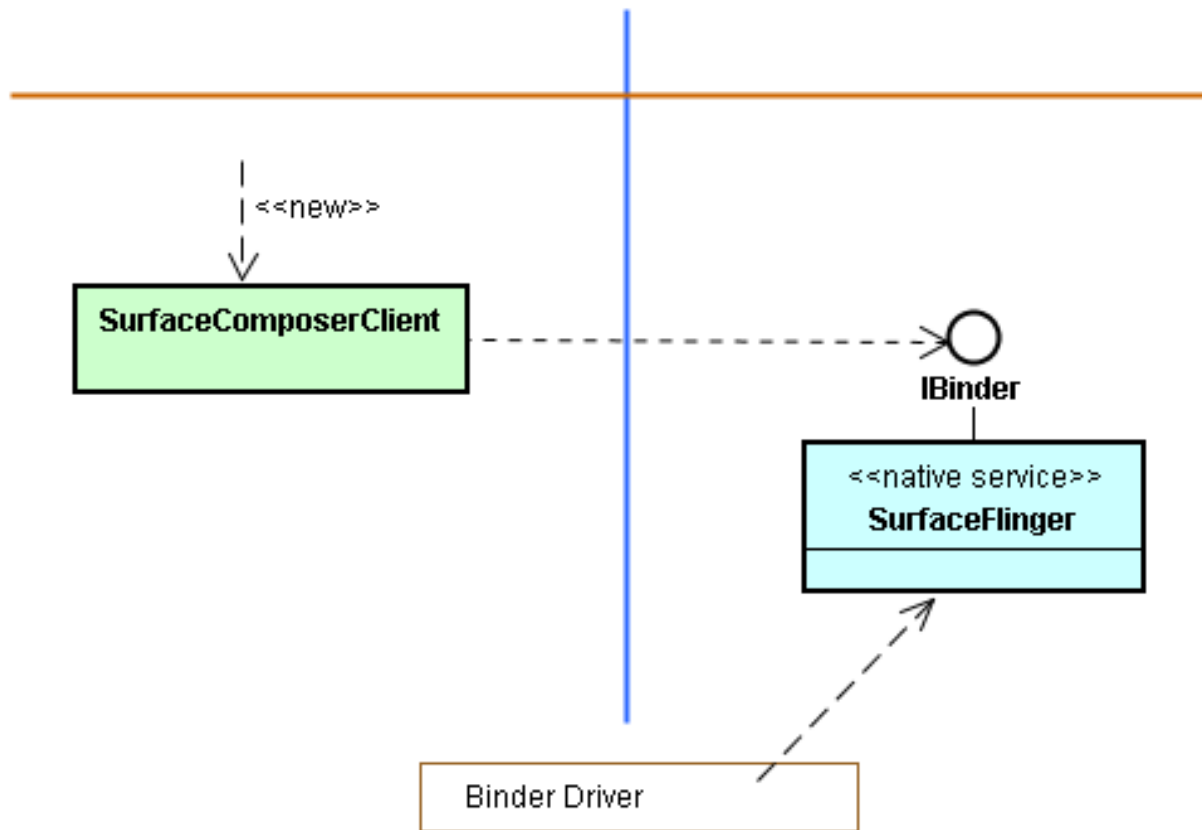 <<new>>
SurfaceComposerClient
IBinder
<<native service>>
SurfaceFlinger
Binder Driver